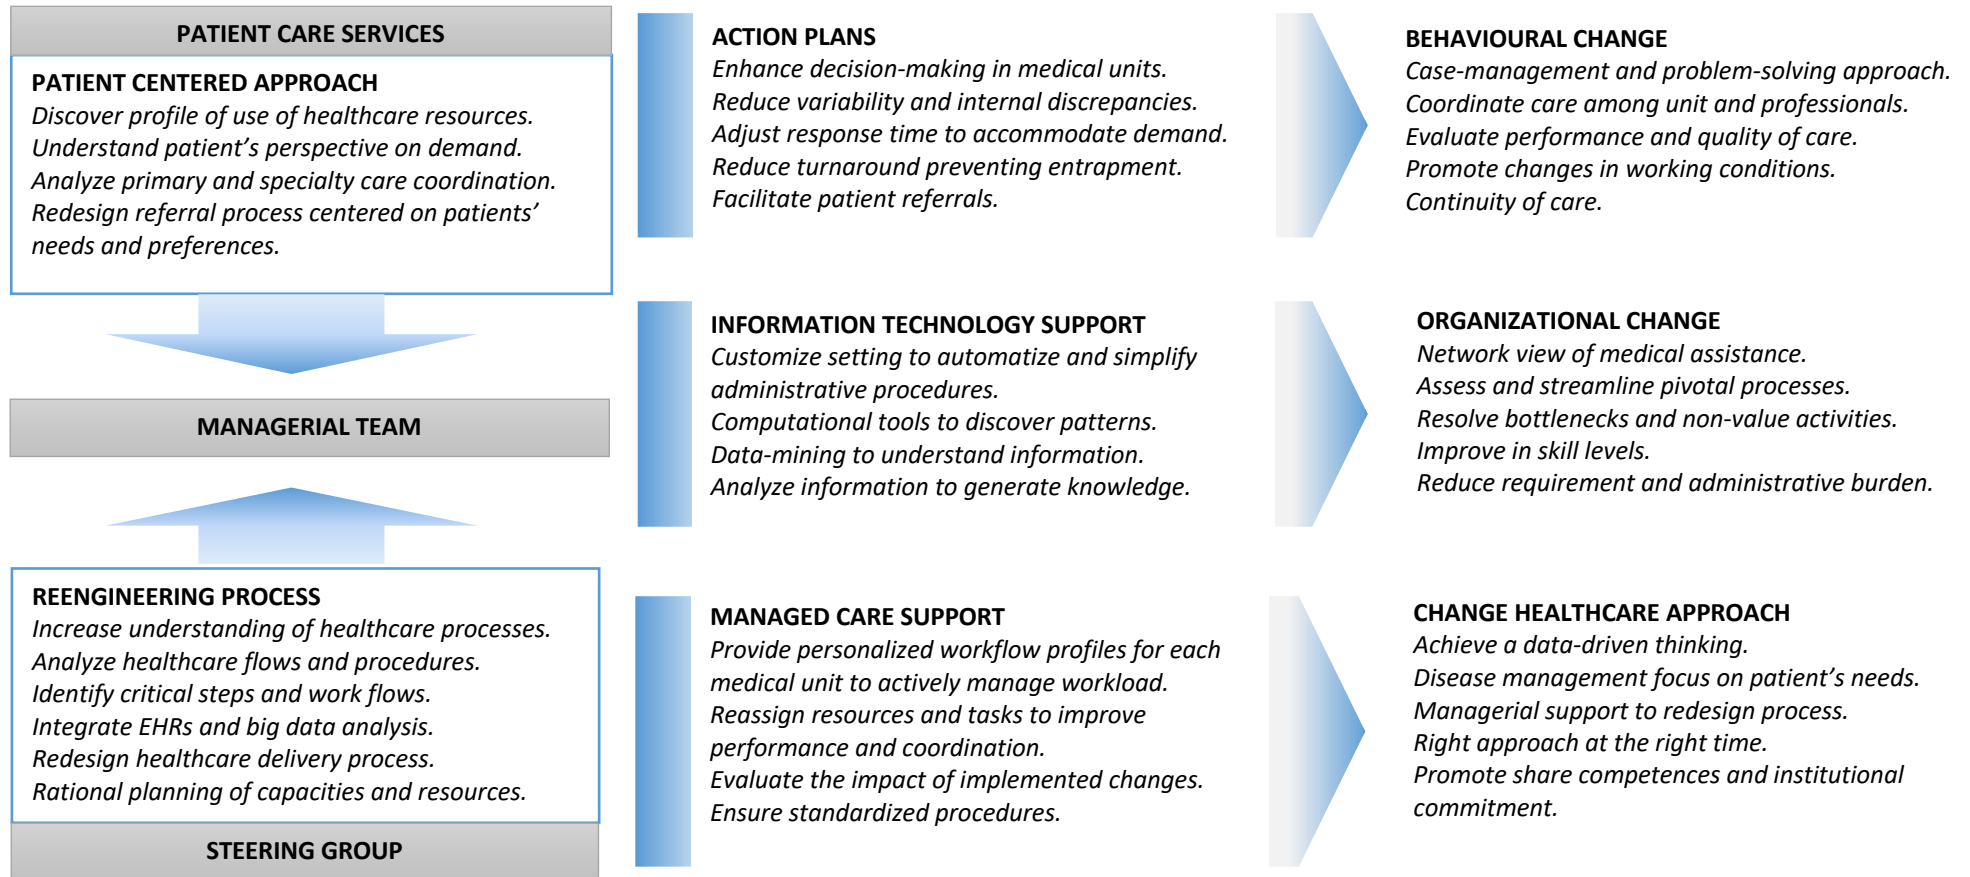 PATIENT CARE SERVICES
PATIENT CENTERED APPROACH
Discover profile of use of healthcare resources.
Understand patient’s perspective on demand.
Analyze primary and specialty care coordination.
Redesign referral process centered on patients’
needs and preferences.
MANAGERIAL TEAM
REENGINEERING PROCESS
Increase understanding of healthcare processes.
Analyze healthcare flows and procedures.
Identify critical steps and work flows.
Integrate EHRs and big data analysis.
Redesign healthcare delivery process.
Rational planning of capacities and resources.
STEERING GROUP
ACTION PLANS
Enhance decision-making in medical units.
Reduce variability and internal discrepancies.
Adjust response time to accommodate demand.
Reduce turnaround preventing entrapment.
Facilitate patient referrals.
INFORMATION TECHNOLOGY SUPPORT
Customize setting to automatize and simplify
administrative procedures.
Computational tools to discover patterns.
Data-mining to understand information.
Analyze information to generate knowledge.
MANAGED CARE SUPPORT
Provide personalized workflow profiles for each
medical unit to actively manage workload.
Reassign resources and tasks to improve
performance and coordination.
Evaluate the impact of implemented changes.
Ensure standardized procedures.
BEHAVIOURAL CHANGE
Case-management and problem-solving approach.
Coordinate care among unit and professionals.
Evaluate performance and quality of care.
Promote changes in working conditions.
Continuity of care.
ORGANIZATIONAL CHANGE
Network view of medical assistance.
Assess and streamline pivotal processes.
Resolve bottlenecks and non-value activities.
Improve in skill levels.
Reduce requirement and administrative burden.
CHANGE HEALTHCARE APPROACH
Achieve a data-driven thinking.
Disease management focus on patient’s needs.
Managerial support to redesign process.
Right approach at the right time.
Promote share competences and institutional
commitment.